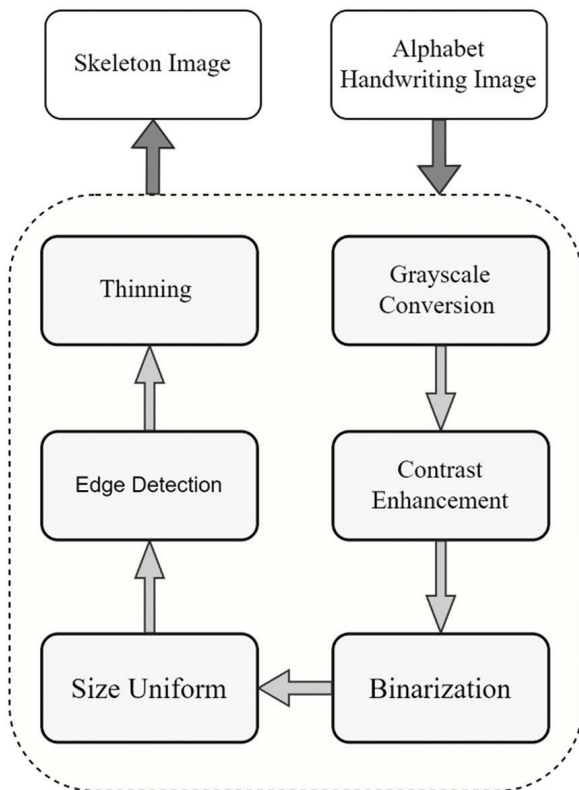 Skeleton Image
Alphabet
Handwriting Image
Thinning
Grayscale
Conversion
Edge Detection
Contrast
Enhancement
Size Uniform
Binarization